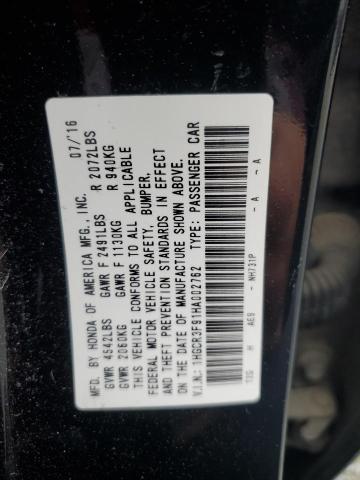 MFD. BY HONDA OF AMERICA MFG., INC. 07/'16
GVWR 4542LBS GAWR F 2491LBS R 2072LBS
GVWR 2060KG GAWR F 1130KG R 940KG
THIS VEHICLE CONFORMS TO ALL APPLICABLE
FEDERAL MOTOR VEHICLE SAFETY, BUMPER,
AND THEFT PREVENTION STANDARDS IN EFFECT
ON THE DATE OF MANUFACTURE SHOWN ABOVE.
V.I.N.: 1HGCR3F91HA002762 TYPE: PASSENGER CAR
H AE9 - NH731P - A - A